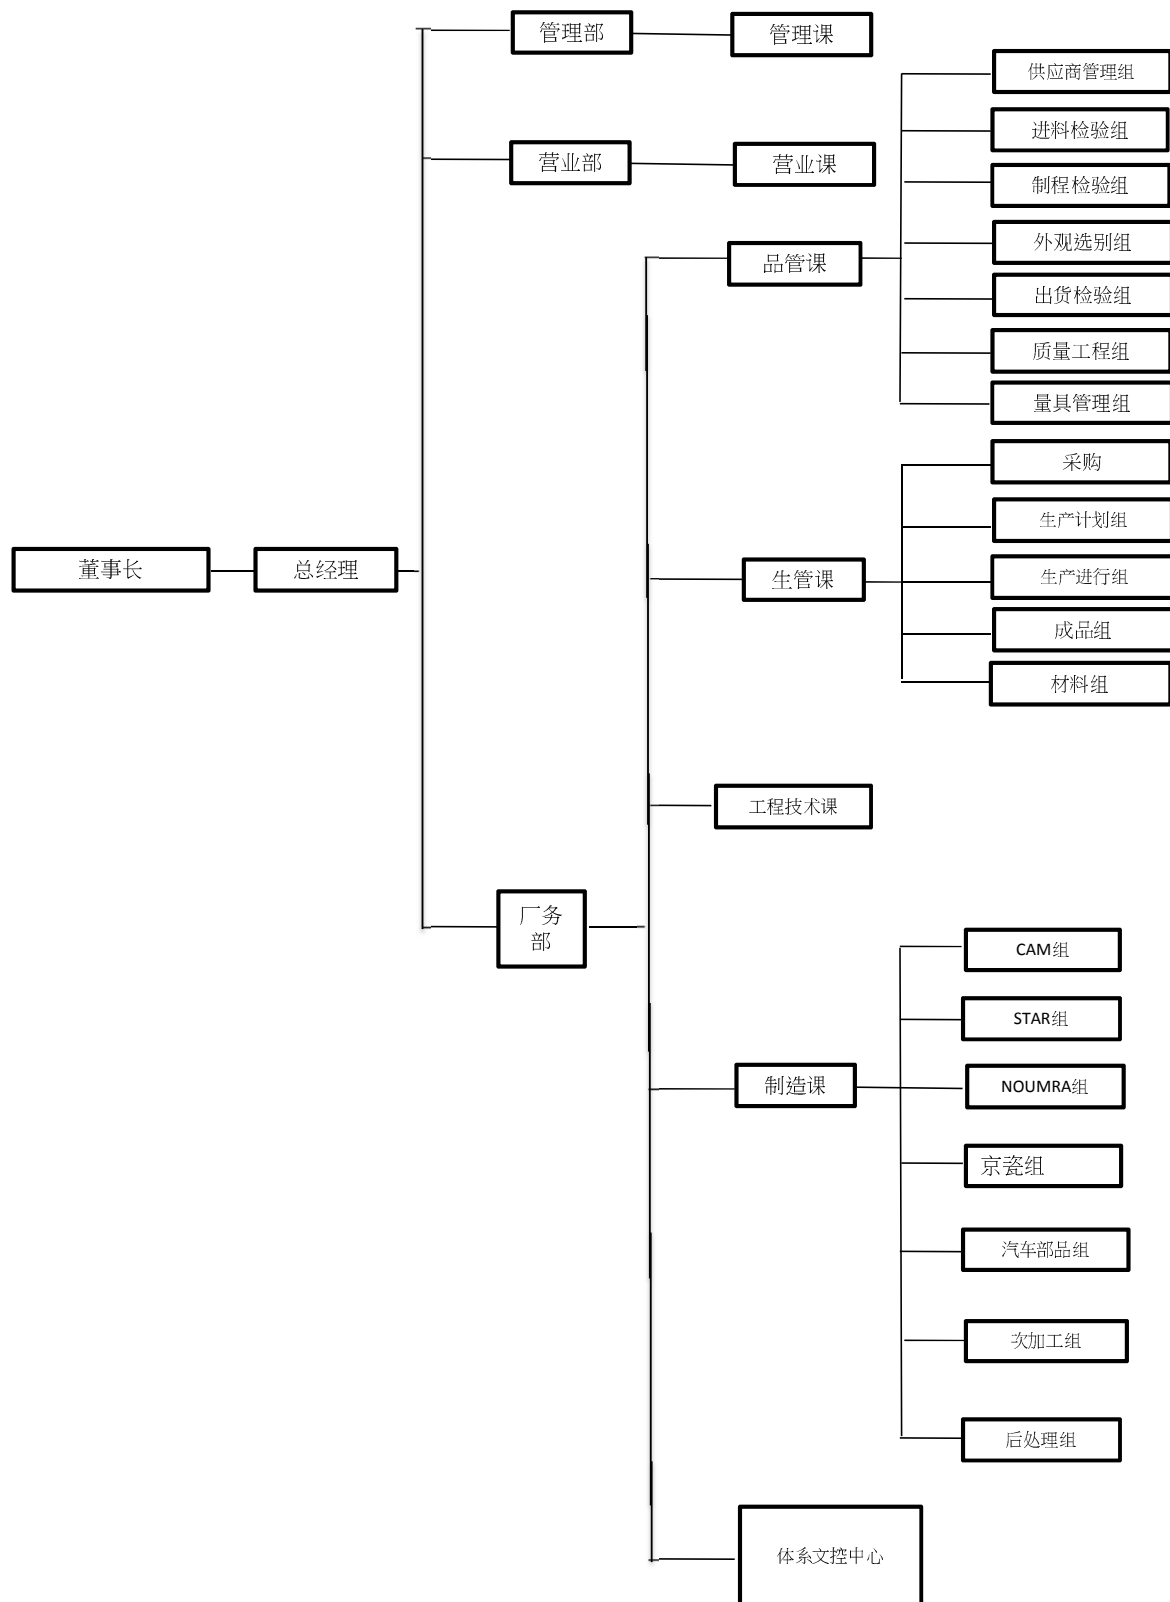 管理部
管理课
供应商管理组
进料检验组
营业部
营业课
制程检验组
外观选别组
品管课
出货检验组
质量工程组
量具管理组
采购
生产计划组
董事长
总经理
生管课
生产进行组
成品组
材料组
工程技术课
厂务
部
CAM组
STAR组
制造课
NOUMRA组
京瓷组
汽车部品组
次加工组
后处理组
体系文控中心